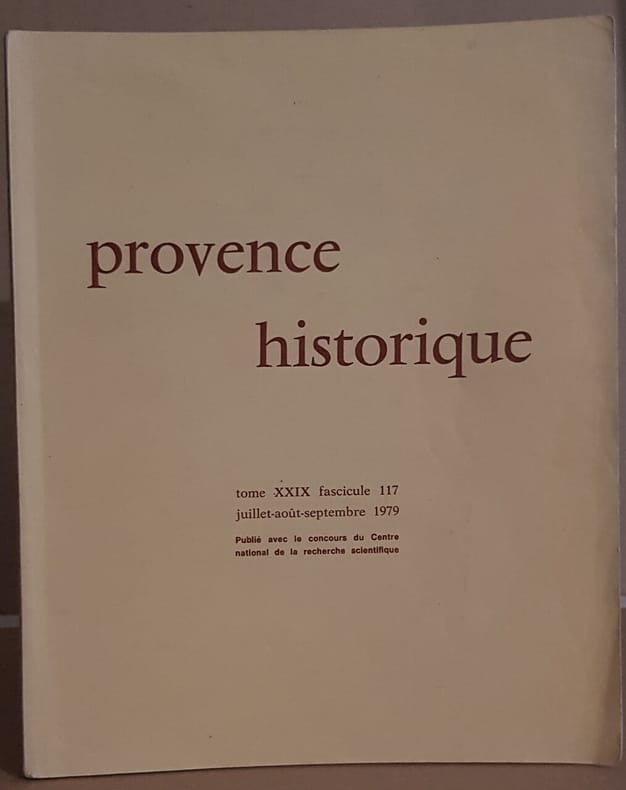 provence
historique
tome XXIX fascicule 117
juillet-août-septembre 1979
Publié avec le concours du Centre
national de la recherche scientifique